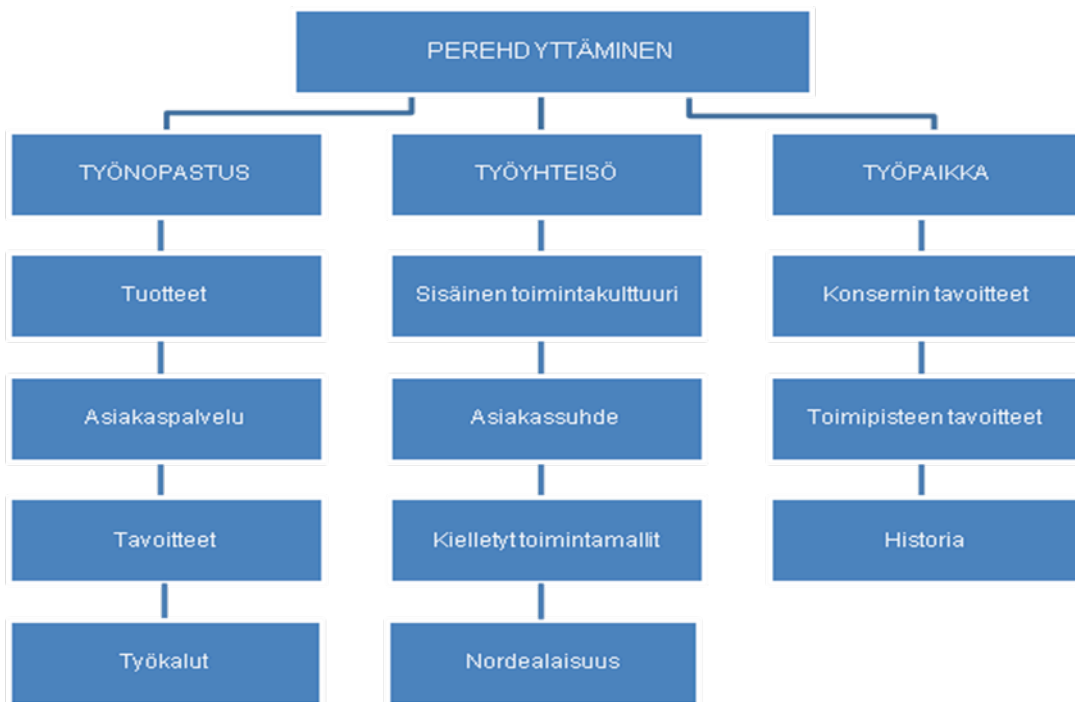 PEREHDYTTÄMINEN
TYÖNOPASTUS
TYÖYHTEISÖ
TYÖPAIKKA
Tuotteet
Sisäinen toimintakulttuuri
Konsernin tavoitteet
Asiakaspalvelu
Asiakassuhde
Toimipisteen tavoitteet
Tavoitteet
Kielletyt toimintamallit
Historia
Työkalut
Nordealaisuus